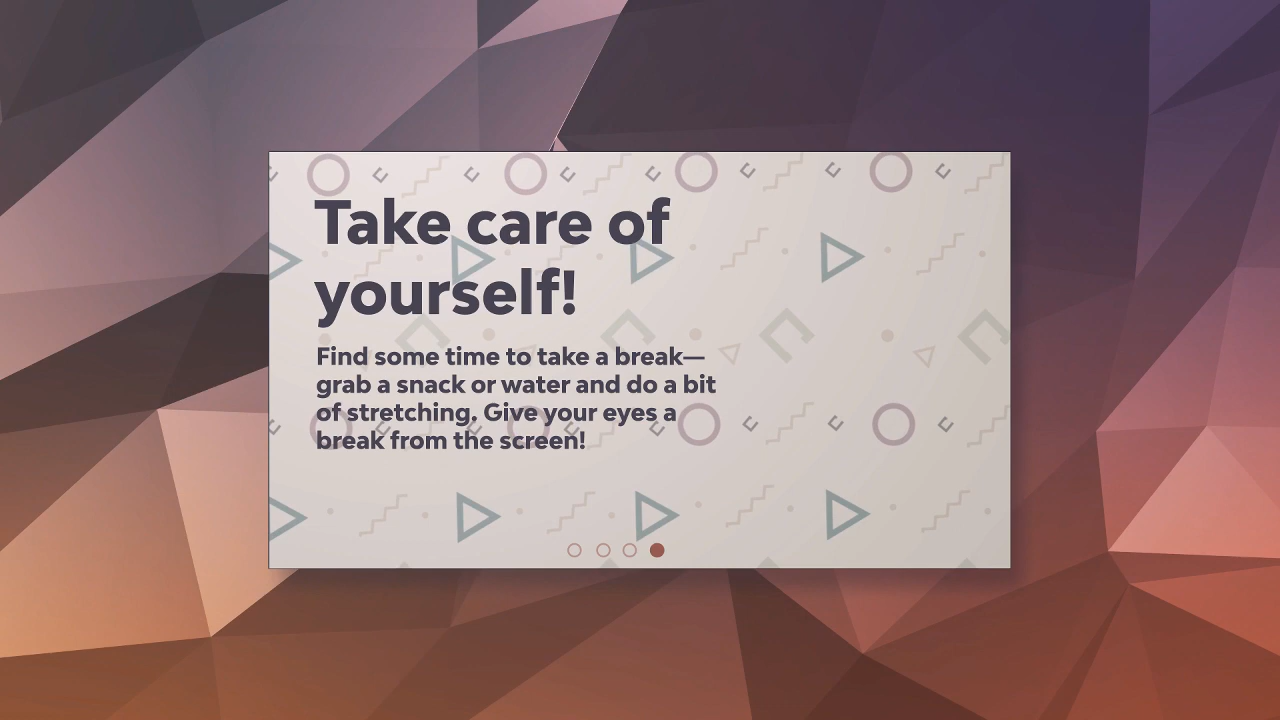 Take care of
yourself!
Find some time to take a break—
grab a snack or water and do a bit
of stretching. Give your eyes a
break from the screen!